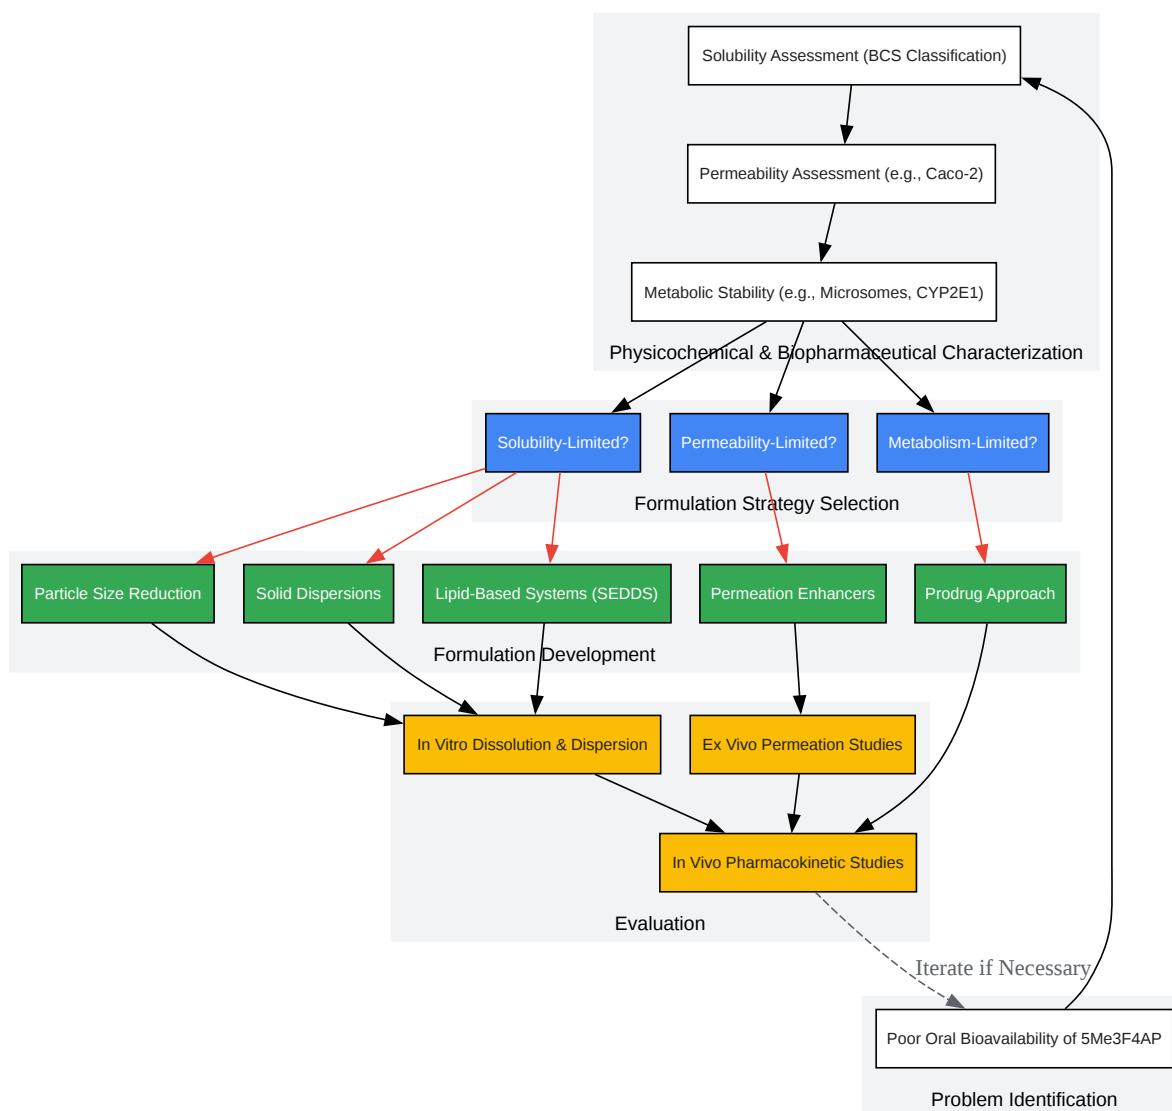 Solubility Assessment (BCS Classification)
Permeability Assessment (e.g., Caco-2)
Metabolic Stability (e.g., Microsomes, CYP2E1)
Physicochemical & Biopharmaceutical Characterization
Solubility-Limited?
Permeability-Limited?
Metabolism-Limited?
Formulation Strategy Selection
Particle Size Reduction
Solid Dispersions
Lipid-Based Systems (SEDDS)
Permeation Enhancers
Prodrug Approach
Formulation Development
In Vitro Dissolution & Dispersion
Ex Vivo Permeation Studies
In Vivo Pharmacokinetic Studies
Evaluation
Iterate if Necessary
Poor Oral Bioavailability of 5Me3F4AP
Problem Identification